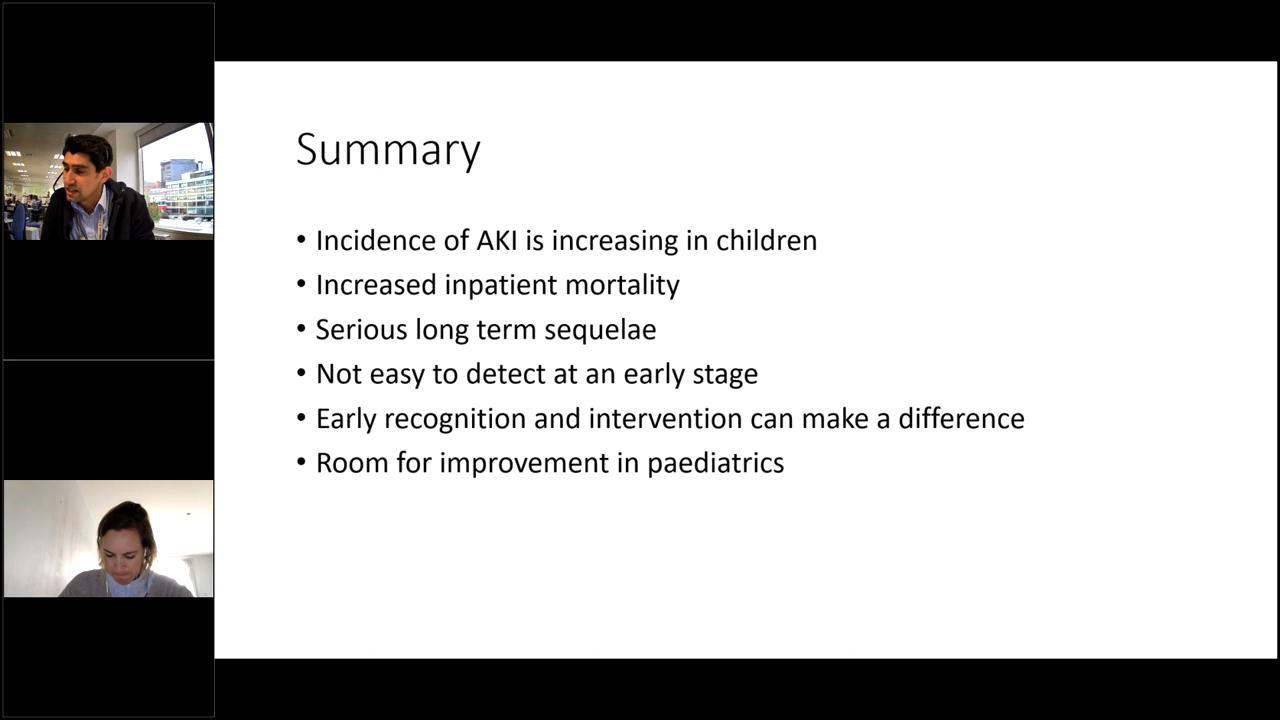 Summary
• Incidence of AKI is increasing in children
• Increased inpatient mortality
• Serious long term sequelae
• Not easy to detect at an early stage
• Early recognition and intervention can make a difference
• Room for improvement in paediatrics